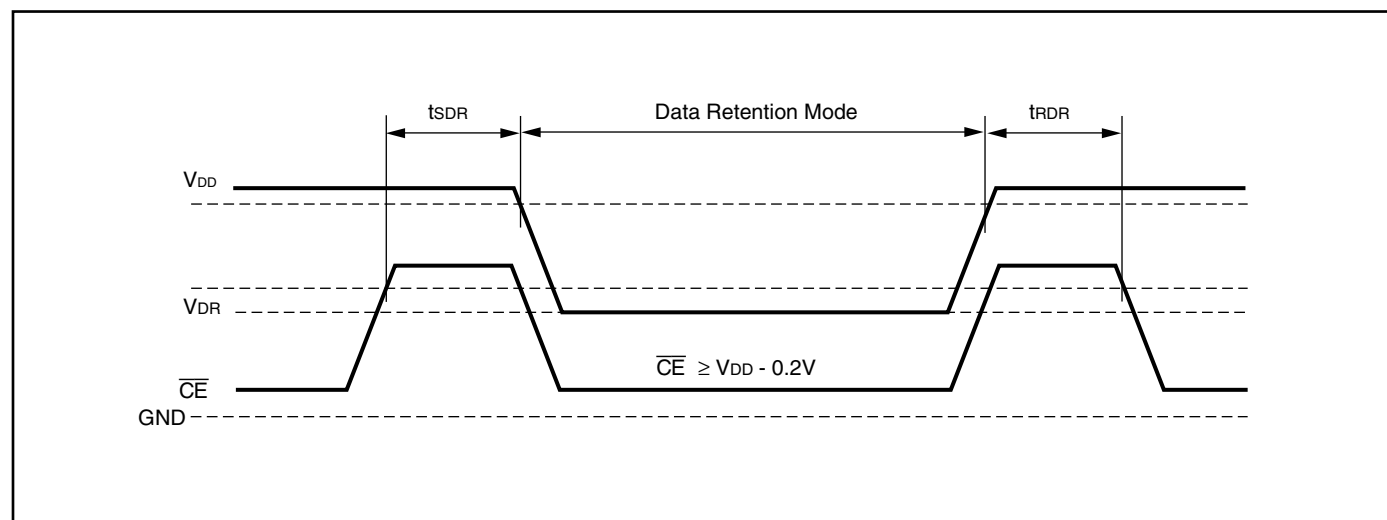 tSDR Data Retention Mode tRDR
VDD
VDR
CE ≥ VDD - 0.2V
CE
GND